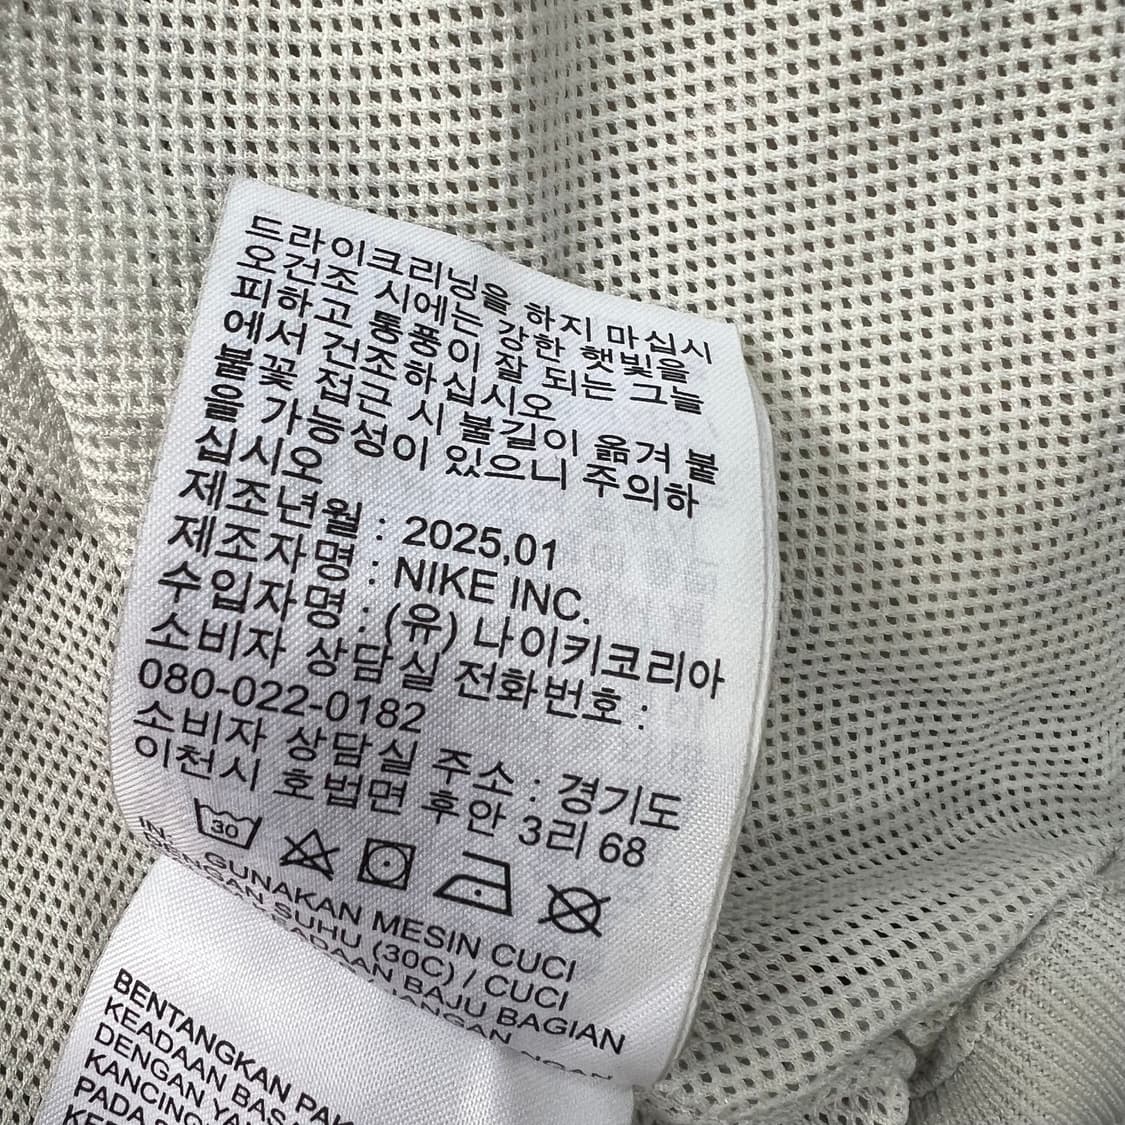 드라이크리닝을 하지 마십시
오건조 시에는 강한 햇빛을
피하고 통풍이 잘 되는 그늘
에서 건조하십시오
불꽃 접근 시 불길이 옮겨 붙
을 가능성이 있으니 주의하
십시오
제조년월 : 2025,01
제조자명 : NIKE INC.
수입자명 : (유) 나이키코리아
소비자 상담실 전화번호 :
080-022-0182
소비자 상담실 주소 : 경기도
이천시 호법면 후안 3리 68
30
IN: GUNAKAN MESIN CUCI
DENGAN SUHU (30C) / CUCI
BAJU BAGIAN
JANGAN
BENTANGKAN
KEADAAN
DENGAN
PADA